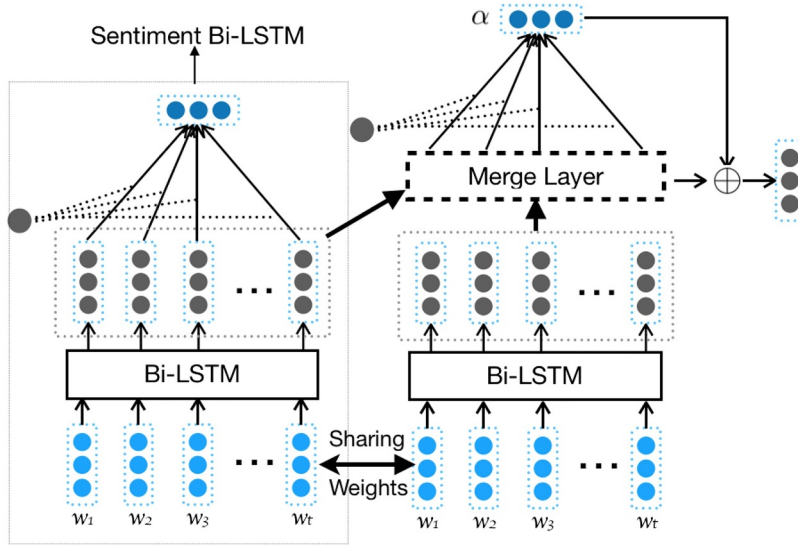 α
Sentiment Bi-LSTM
Merge Layer
...
...
Bi-LSTM
Bi-LSTM
Sharing
Weights
...
...
w1 w2 w3 wt
w1 w2 w3 wt